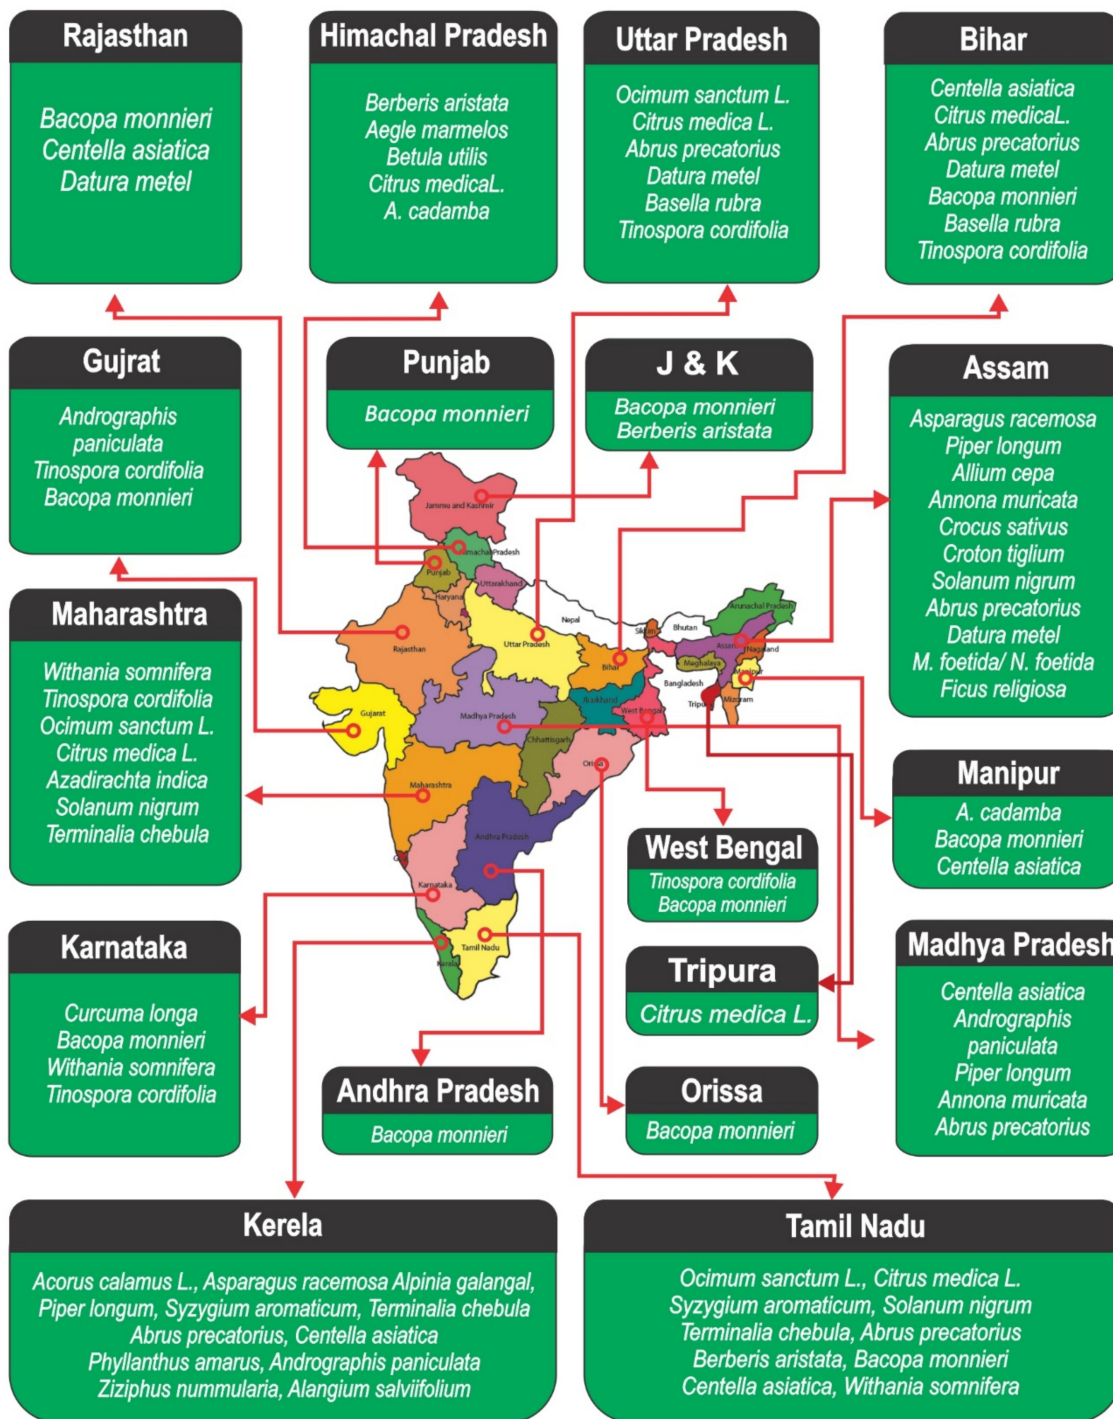 Rajasthan
Bacopa monnieri
Centella asiatica
Datura metel
Himachal Pradesh
Berberis aristata
Aegle marmelos
Betula utilis
Citrus medicaL.
A. cadamba
Uttar Pradesh
Ocimum sanctum L.
Citrus medica L.
Abrus precatorius
Datura metel
Basella rubra
Tinospora cordifolia
Bihar
Centella asiatica
Citrus medicaL.
Abrus precatorius
Datura metel
Bacopa monnieri
Basella rubra
Tinospora cordifolia
Gujrat
Andrographis
paniculata
Tinospora cordifolia
Bacopa monnieri
Punjab
Bacopa monnieri
J & K
Bacopa monnieri
Berberis aristata
Assam
Asparagus racemosa
Piper longum
Allium cepa
Annona muricata
Crocus sativus
Croton tiglium
Solanum nigrum
Abrus precatorius
Datura metel
M. foetida/ N. foetida
Ficus religiosa
Maharashtra
Withania somnifera
Tinospora cordifolia
Ocimum sanctum L.
Citrus medica L.
Azadirachta indica
Solanum nigrum
Terminalia chebula
Jammu and Kashmir
Himachal Pradesh
Punjab
Uttarakhand
Haryana
Rajasthan
Uttar Pradesh
Nepal
Bhutan
Arunachal Pradesh
Assam
Nagaland
Meghalaya
Manipur
Bihar
Bangladesh
Mizoram
Jharkhand
West Bengal
Gujarat
Madhya Pradesh
Chhattisgarh
Orissa
Maharashtra
Andhra Pradesh
Karnataka
Tamil Nadu
Kerala
Manipur
A. cadamba
Bacopa monnieri
Centella asiatica
West Bengal
Tinospora cordifolia
Bacopa monnieri
Karnataka
Curcuma longa
Bacopa monnieri
Withania somnifera
Tinospora cordifolia
Tripura
Citrus medica L.
Madhya Pradesh
Centella asiatica
Andrographis
paniculata
Piper longum
Annona muricata
Abrus precatorius
Andhra Pradesh
Bacopa monnieri
Orissa
Bacopa monnieri
Kerela
Acorus calamus L., Asparagus racemosa Alpinia galangal,
Piper longum, Syzygium aromaticum, Terminalia chebula
Abrus precatorius, Centella asiatica
Phyllanthus amarus, Andrographis paniculata
Ziziphus nummularia, Alangium salviifolium
Tamil Nadu
Ocimum sanctum L., Citrus medica L.
Syzygium aromaticum, Solanum nigrum
Terminalia chebula, Abrus precatorius
Berberis aristata, Bacopa monnieri
Centella asiatica, Withania somnifera